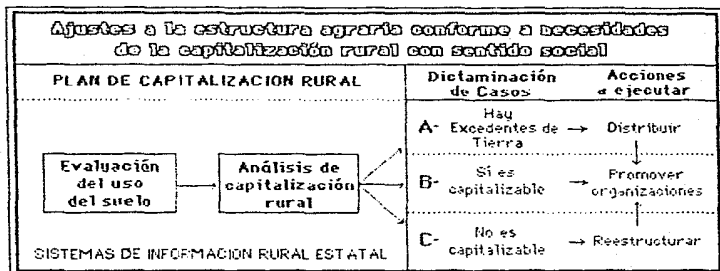 Ajustes a la estructura agraria conforme a necesidades
de la capitalización rural con sentido social
PLAN DE CAPITALIZACION RURAL
Dictaminación
de Casos
Acciones
a ejecutar
Evaluación
del uso
del suelo
Análisis de
capitalización
rural
A- Hay
Excedentes de
Tierra
Distribuir
B- Si es
capitalizable
Promover
organizaciones
C- No es
capitalizable
Reestructurar
SISTEMAS DE INFORMACION RURAL ESTATAL